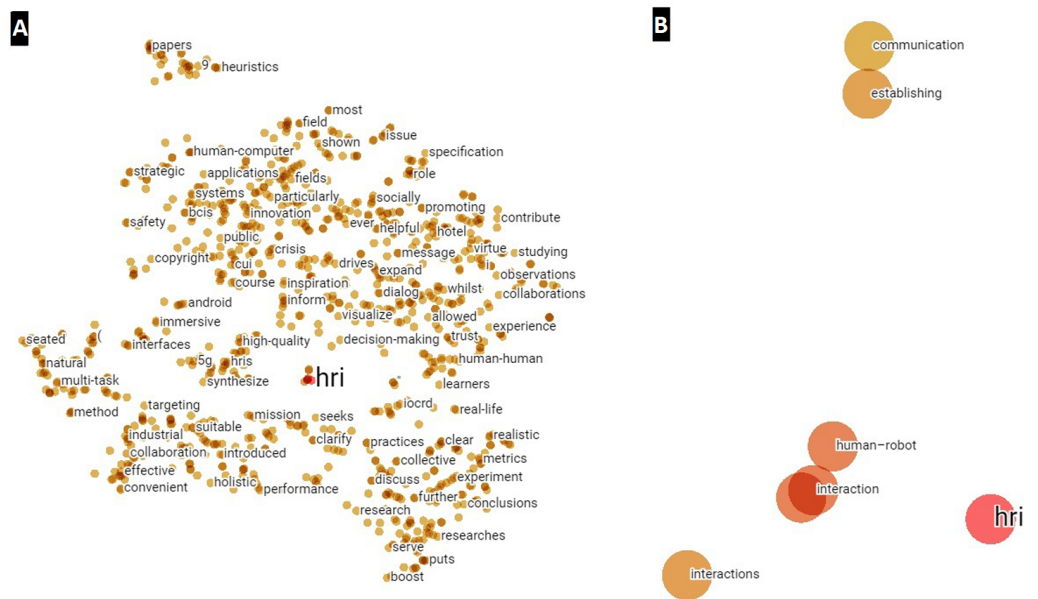 A
papers
9
heuristics
most
field
issue
shown
human-computer
specification
strategic
applications
fields
role
systems
particularly
socially
bcis
innovation
promoting
safety
ever
helpful
hotel
contribute
public
crisis
message
virtue
studying
copyright
cui
drives
expand
is
observations
course
inspiration
dialog
whilst
collaborations
android
inform
visualize
allowed
immersive
experience
seated
(
interfaces
high-quality
decision-making
trust
natural
5g
hris
human-human
multi-task
synthesize
hri
"
learners
method
targeting
iocrd
real-life
mission
seeks
industrial
suitable
clarify
practices
clear
realistic
collaboration
introduced
collective
metrics
effective
discuss
experiment
convenient
holistic
performance
further
conclusions
research
researches
serve
puts
boost
B
communication
establishing
human-robot
interaction
hri
interactions